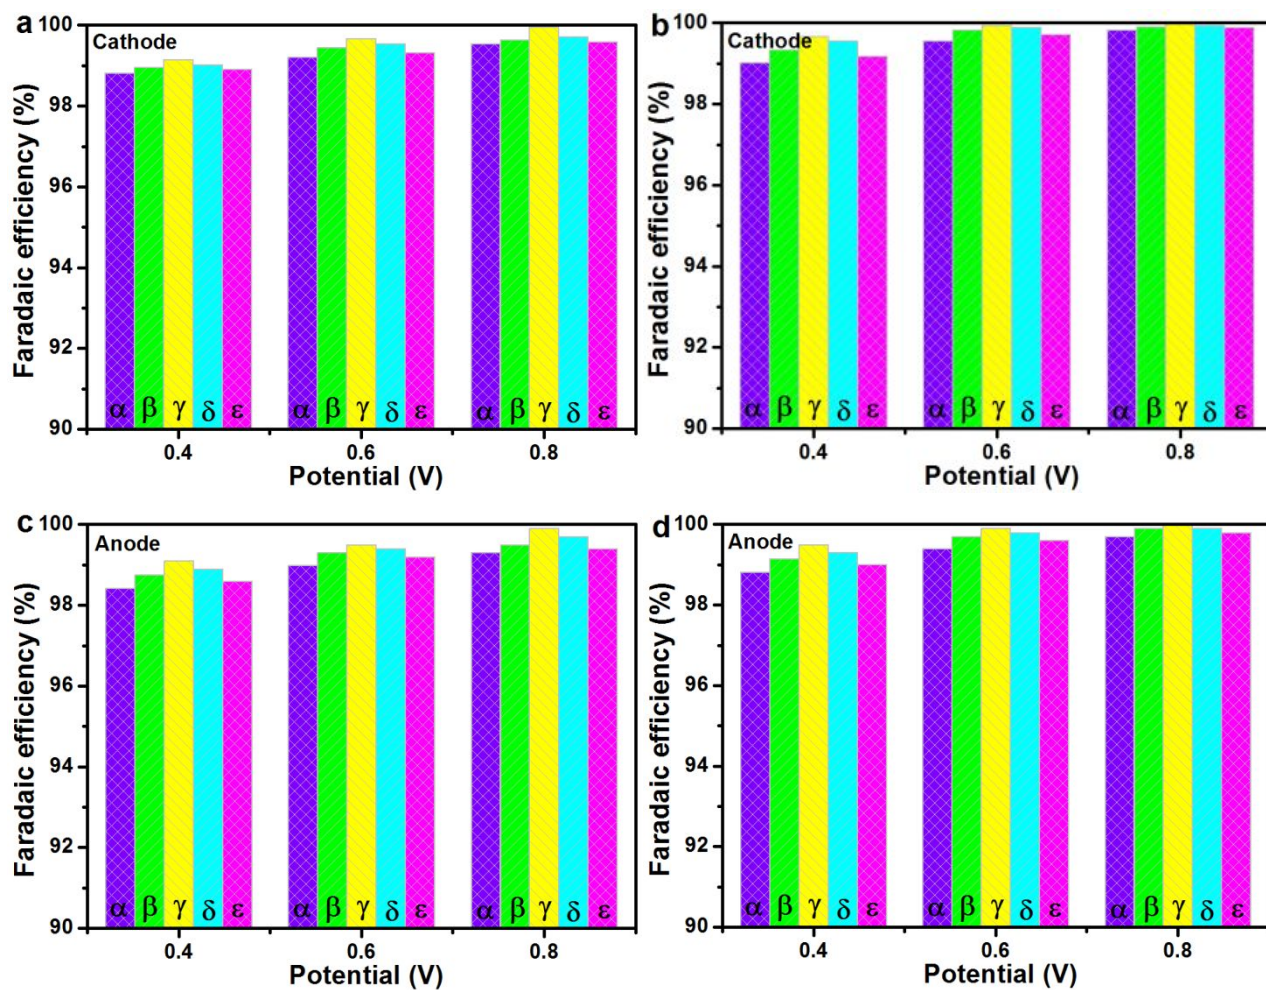 a
Cathode
Faradaic efficiency (%)
100
98
96
94
92
90
α β γ δ ε α β γ δ ε α β γ δ ε
0.4 0.6 0.8
Potential (V)
b
Cathode
Faradaic efficiency (%)
100
98
96
94
92
90
α β γ δ ε α β γ δ ε α β γ δ ε
0.4 0.6 0.8
Potential (V)
c
Anode
Faradaic efficiency (%)
100
98
96
94
92
90
α β γ δ ε α β γ δ ε α β γ δ ε
0.4 0.6 0.8
Potential (V)
d
Anode
Faradaic efficiency (%)
100
98
96
94
92
90
α β γ δ ε α β γ δ ε α β γ δ ε
0.4 0.6 0.8
Potential (V)